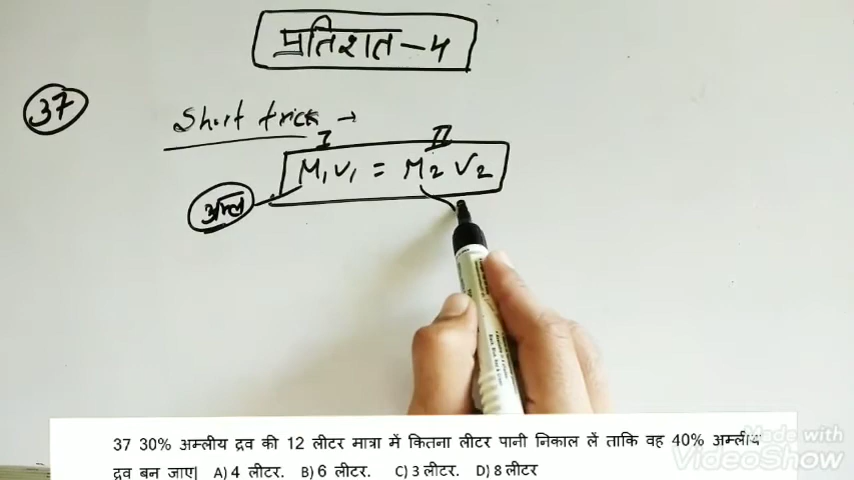 प्रतिशत - 4
37
Short trick →
I II
M₁V₁ = M₂V₂
अम्ल
37 30% अम्लीय द्रव की 12 लीटर मात्रा में कितना लीटर पानी निकाल लें ताकि वह 40% अम्लीय
द्रव बन जाए| A) 4 लीटर. B) 6 लीटर. C) 3 लीटर. D) 8 लीटर
Made with
VideoShow